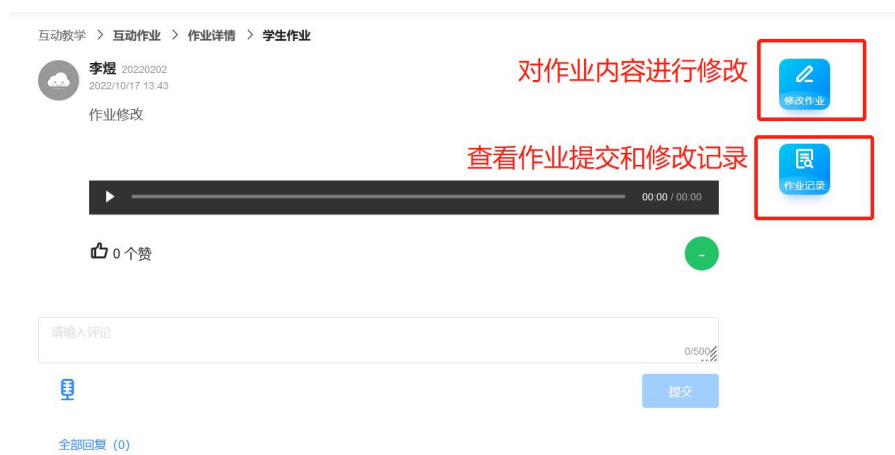 互动教学 > 互动作业 > 作业详情 > 学生作业
李煜 20220202
2022/10/17 13:43
作业修改
对作业内容进行修改
修改作业
查看作业提交和修改记录
作业记录
00:00 / 00:00
0 个赞
-
请输入评论
0/500
提交
全部回复 (0)